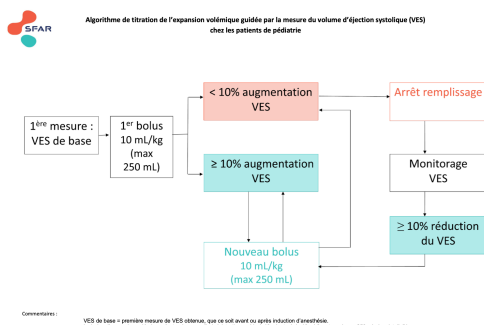 SFAR
Algorithme de titration de l'expansion volémique guidée par la mesure du volume d'éjection systolique (VES)
chez les patients de pédiatrie
1ère mesure :
VES de base
1er bolus
10 mL/kg
(max
250 mL)
< 10% augmentation
VES
≥ 10% augmentation
VES
Nouveau bolus
10 mL/kg
(max 250 mL)
Arrêt remplissage
Monitorage
VES
≥ 10% réduction
du VES
Commentaires :
VES de base = première mesure de VES obtenue, que ce soit avant ou après induction d'anesthésie.